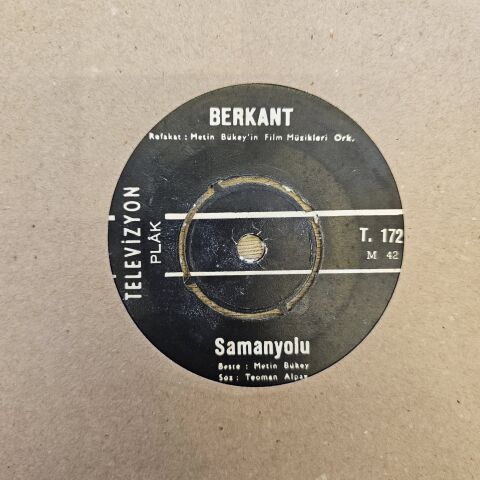 BERKANT
Refakat : Metin Bükey'in Film Müzikleri Ork.
TELEVİZYON
PLÂK
T. 172
M 42
Samanyolu
Beste : Metin Bükey
Söz : Teoman Alpay